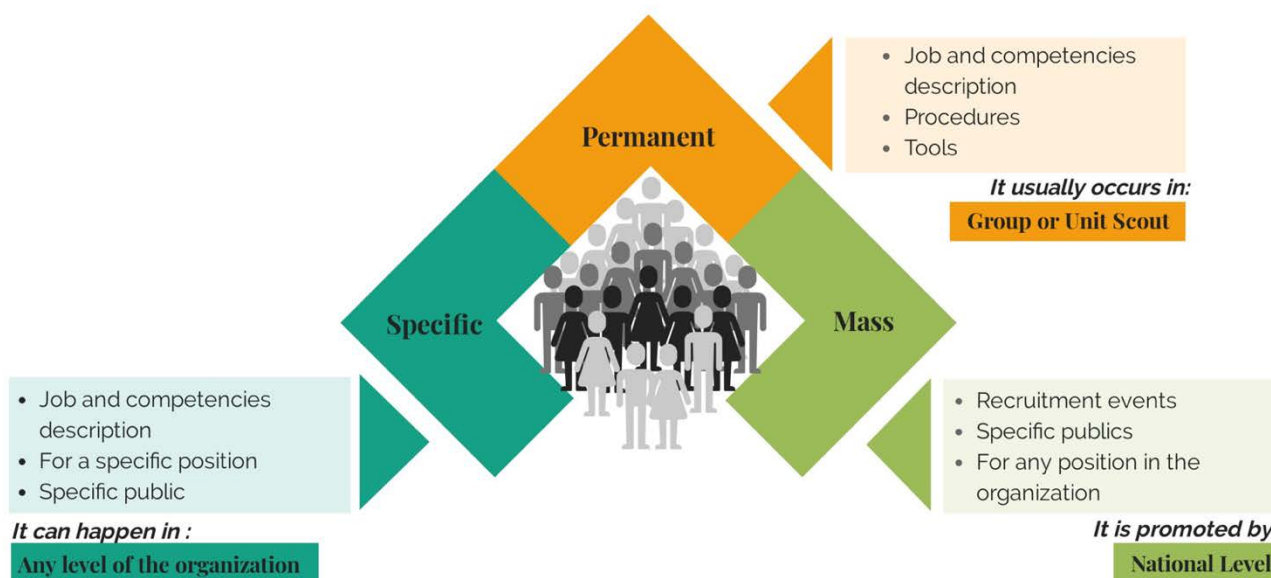 Permanent
• Job and competencies
description
• Procedures
• Tools
It usually occurs in:
Group or Unit Scout
Specific
• Job and competencies
description
• For a specific position
• Specific public
It can happen in :
Any level of the organization
Mass
• Recruitment events
• Specific publics
• For any position in the
organization
It is promoted by
National Level